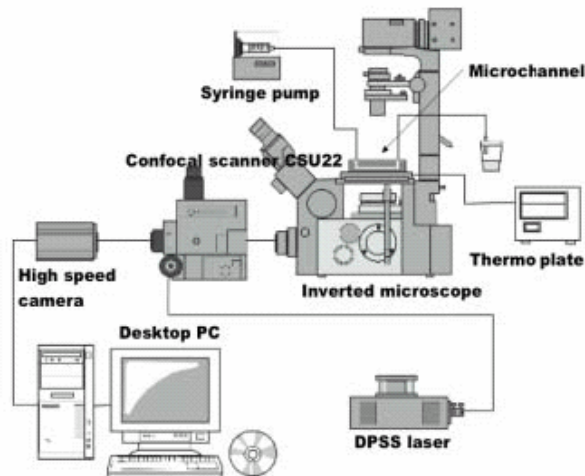 Microchannel
Syringe pump
Confocal scanner CSU22
High speed
camera
Thermo plate
Inverted microscope
Desktop PC
DPSS laser